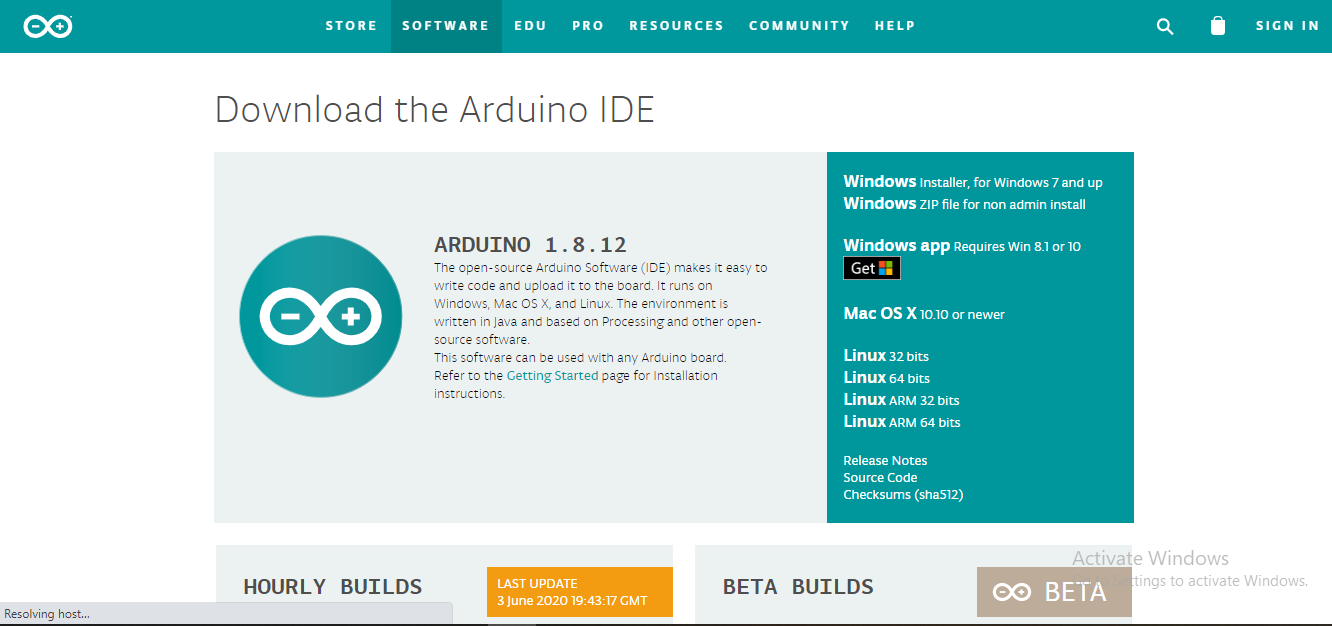 STORE SOFTWARE EDU PRO RESOURCES COMMUNITY HELP SIGN IN
Download the Arduino IDE
ARDUINO 1.8.12
The open-source Arduino Software (IDE) makes it easy to
write code and upload it to the board. It runs on
Windows, Mac OS X, and Linux. The environment is
written in Java and based on Processing and other open-
source software.
This software can be used with any Arduino board.
Refer to the Getting Started page for Installation
instructions.
Windows Installer, for Windows 7 and up
Windows ZIP file for non admin install
Windows app Requires Win 8.1 or 10
Get
Mac OS X 10.10 or newer
Linux 32 bits
Linux 64 bits
Linux ARM 32 bits
Linux ARM 64 bits
Release Notes
Source Code
Checksums (sha512)
HOURLY BUILDS
LAST UPDATE
3 June 2020 19:43:17 GMT
BETA BUILDS
BETA
Activate Windows
Settings to activate Windows.
Resolving host...